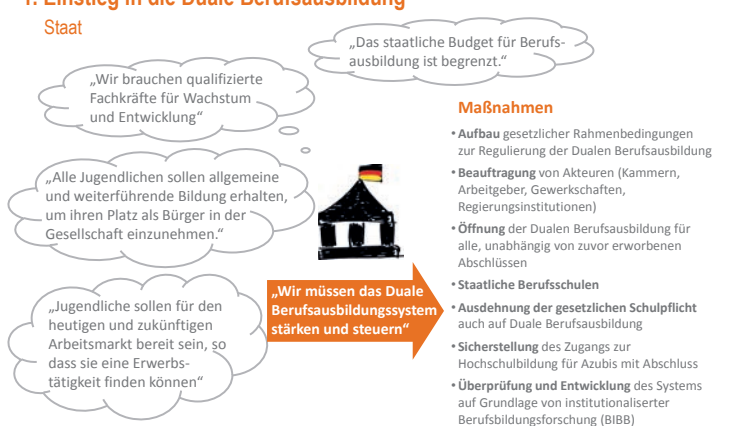 1. Einstieg in die Duale Berufsausbildung
Staat
„Das staatliche Budget für Berufs-
ausbildung ist begrenzt.“
„Wir brauchen qualifizierte
Fachkräfte für Wachstum
und Entwicklung“
„Alle Jugendlichen sollen allgemeine
und weiterführende Bildung erhalten,
um ihren Platz als Bürger in der
Gesellschaft einzunehmen.“
„Jugendliche sollen für den
heutigen und zukünftigen
Arbeitsmarkt bereit sein, so
dass sie eine Erwerbs-
tätigkeit finden können“
„Wir müssen das Duale
Berufsausbildungssystem
stärken und steuern“
Maßnahmen
• Aufbau gesetzlicher Rahmenbedingungen
zur Regulierung der Dualen Berufsausbildung
• Beauftragung von Akteuren (Kammern,
Arbeitgeber, Gewerkschaften,
Regierungsinstitutionen)
• Öffnung der Dualen Berufsausbildung für
alle, unabhängig von zuvor erworbenen
Abschlüssen
• Staatliche Berufsschulen
• Ausdehnung der gesetzlichen Schulpflicht
auch auf Duale Berufsausbildung
• Sicherstellung des Zugangs zur
Hochschulbildung für Azubis mit Abschluss
• Überprüfung und Entwicklung des Systems
auf Grundlage von institutionaliserter
Berufsbildungsforschung (BIBB)